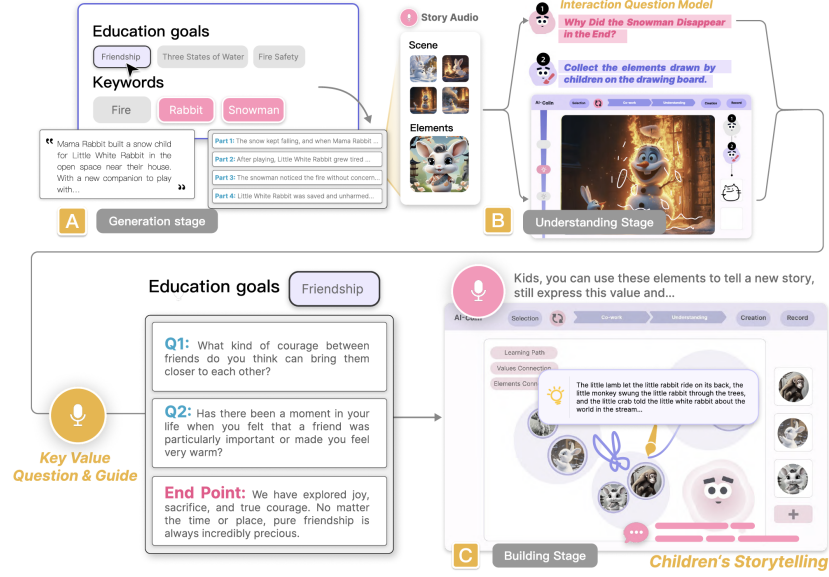 Education goals
Friendship
Three States of Water
Fire Safety
Keywords
Fire
Rabbit
Snowman
“ Mama Rabbit built a snow child
for Little White Rabbit in the
open space near their house.
With a new companion to play
with... ”
Part 1: The snow kept falling, and when Mama Rabbit ...
Part 2: After playing, Little White Rabbit grew tired ...
Part 3: The snowman noticed the fire without concern...
Part 4: Little White Rabbit was saved and unharmed...
A
Generation stage
Story Audio
Scene
Elements
Interaction Question Model
1
Why Did the Snowman Disappear
in the End?
2
Collect the elements drawn by
children on the drawing board.
AI-Colin
Selection
Co-work
Understanding
Creation
Record
1
2
B
Understanding Stage
Education goals
Friendship
Q1: What kind of courage between
friends do you think can bring them
closer to each other?
Q2: Has there been a moment in your
life when you felt that a friend was
particularly important or made you feel
very warm?
End Point: We have explored joy,
sacrifice, and true courage. No matter
the time or place, pure friendship is
always incredibly precious.
Key Value
Question & Guide
Kids, you can use these elements to tell a new story,
still express this value and...
Selection
Co-work
Understanding
Creation
Record
Learning Path
Values Connection
The little lamb let the little rabbit ride on its back, the
little monkey swung the little rabbit through the trees,
and the little crab told the little white rabbit about the
world in the stream...
C
Building Stage
Children's Storytelling